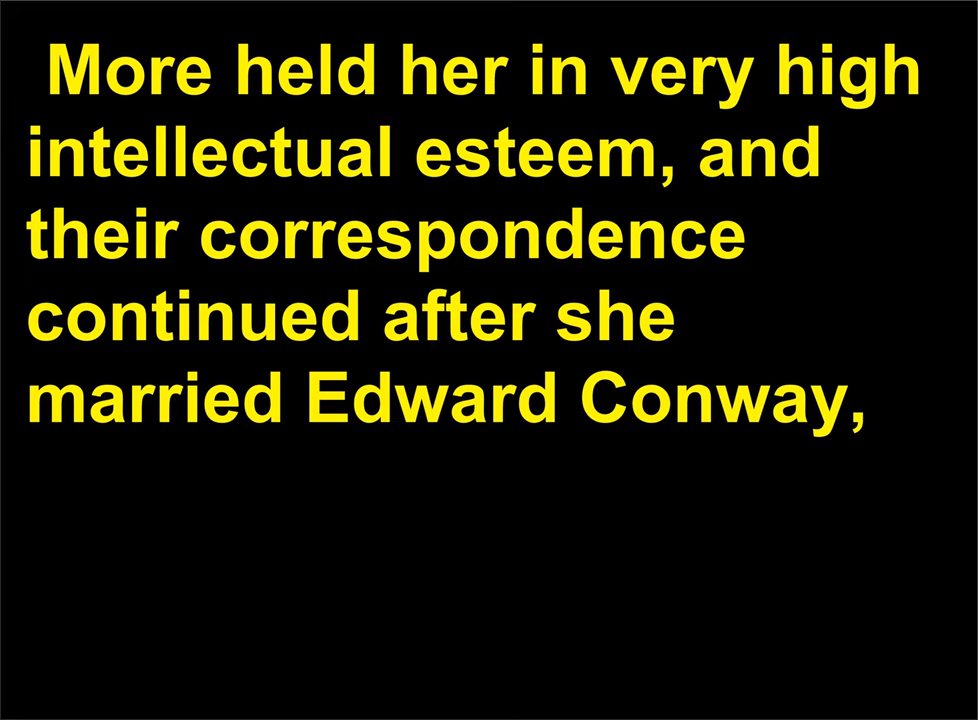 More held her in very high
intellectual esteem, and
their correspondence
continued after she
married Edward Conway,